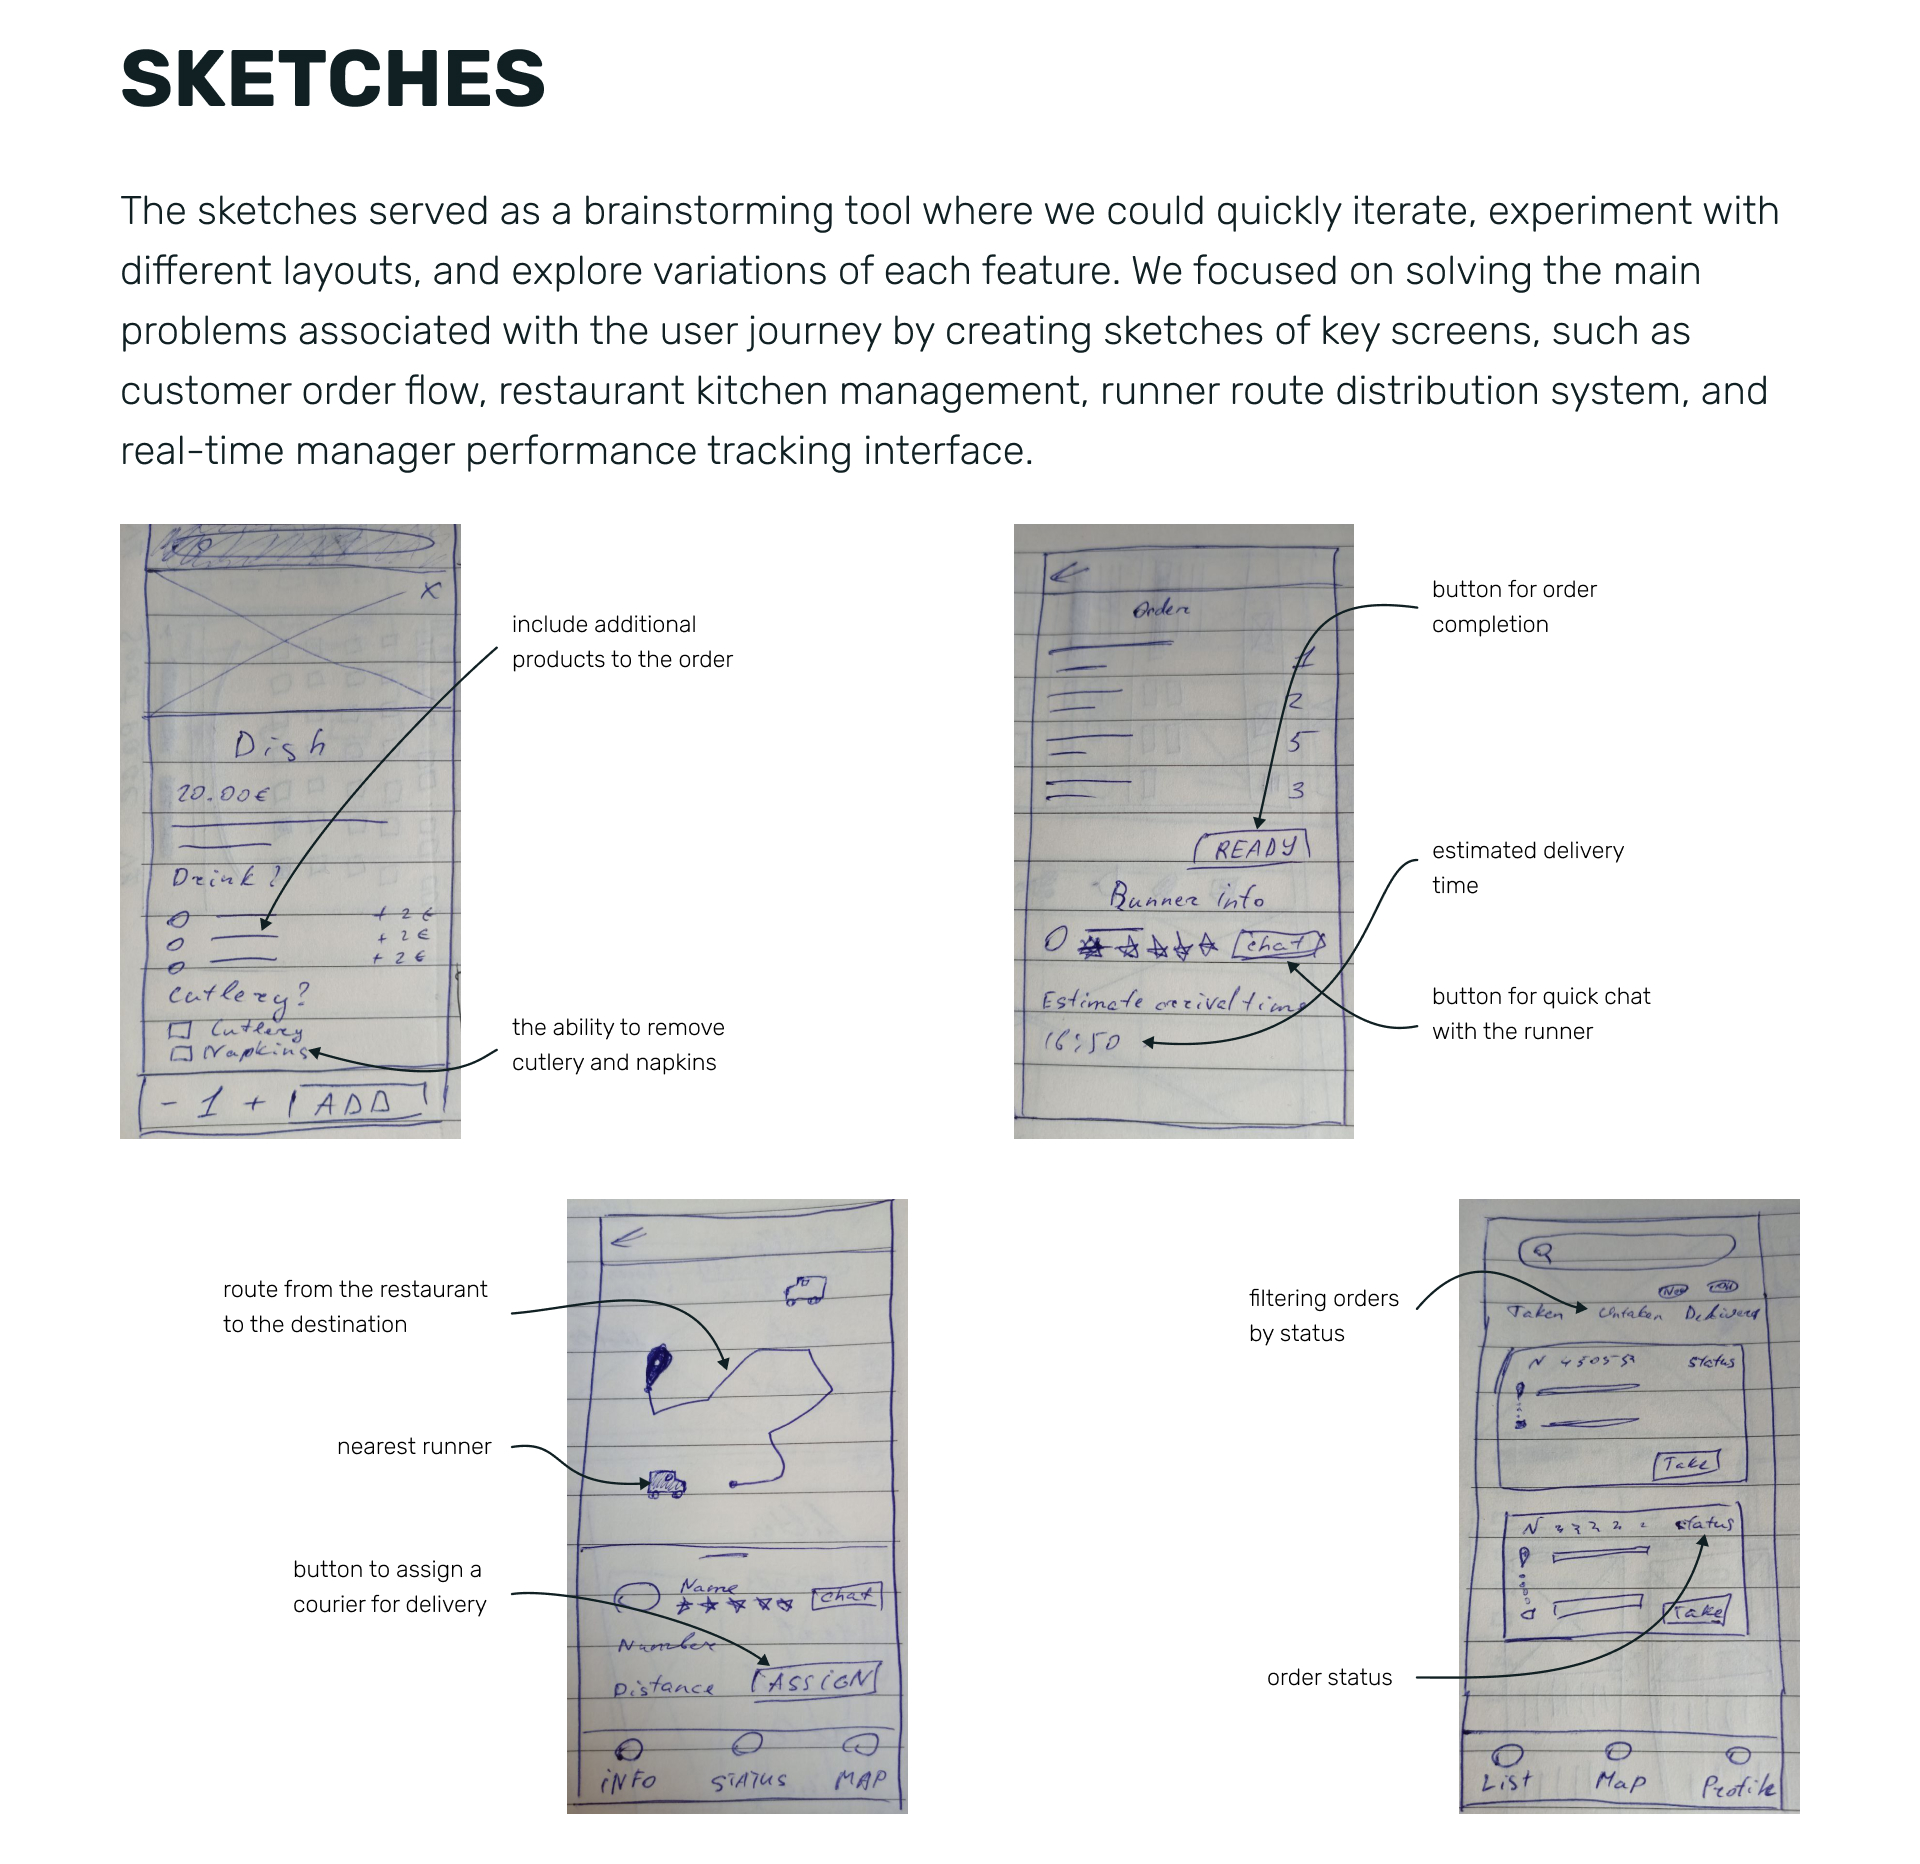 SKETCHES
The sketches served as a brainstorming tool where we could quickly iterate, experiment with
different layouts, and explore variations of each feature. We focused on solving the main
problems associated with the user journey by creating sketches of key screens, such as
customer order flow, restaurant kitchen management, runner route distribution system, and
real-time manager performance tracking interface.
X
Dish
20.00€
Drink?
+ 2 €
+ 2 €
+ 2 €
Cutlery?
Cutlery
Napkins
- 1 + ADD
include additional
products to the order
the ability to remove
cutlery and napkins
Order
1
2
5
3
READY
Runner info
chat
Estimate arrival time
16:50
button for order
completion
estimated delivery
time
button for quick chat
with the runner
route from the restaurant
to the destination
nearest runner
button to assign a
courier for delivery
Name
chat
Number
Distance ASSIGN
INFO STATUS MAP
filtering orders
by status
order status
Taken Untaken Delivered
N status
Take
N status
Take
List Map Profile